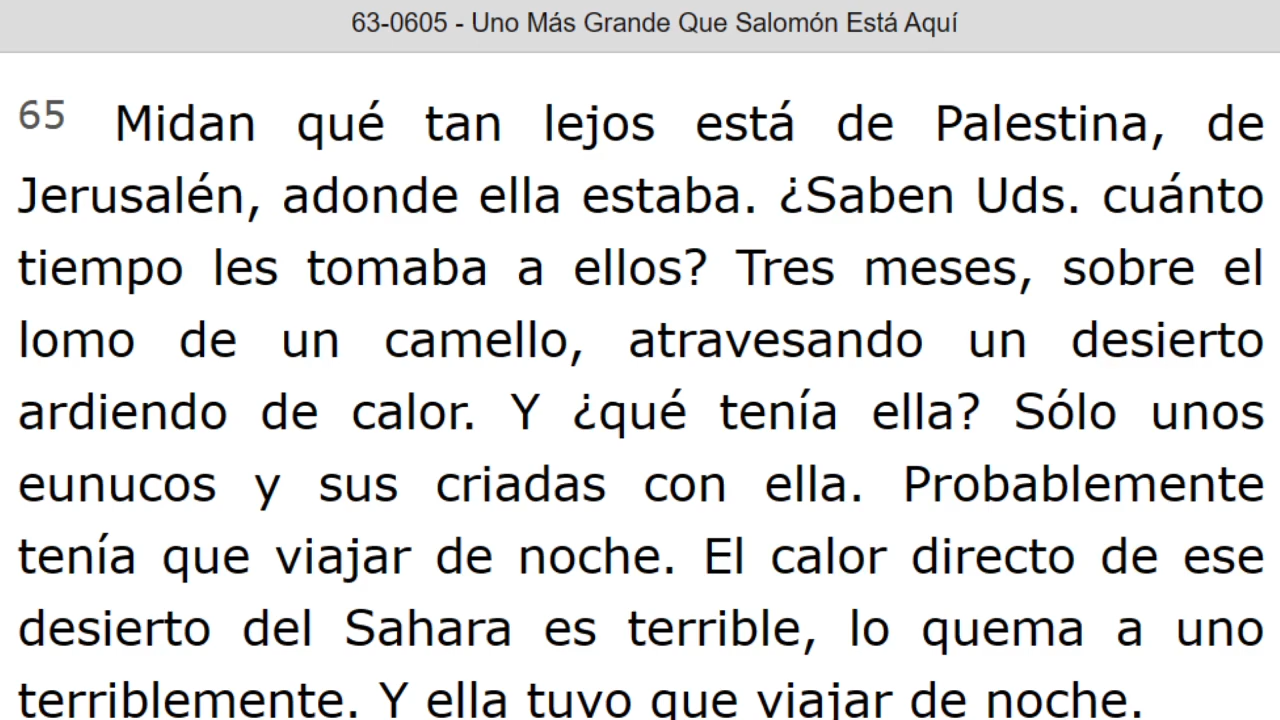 63-0605 - Uno Más Grande Que Salomón Está Aquí
65 Midan qué tan lejos está de Palestina, de
Jerusalén, adonde ella estaba. ¿Saben Uds. cuánto
tiempo les tomaba a ellos? Tres meses, sobre el
lomo de un camello, atravesando un desierto
ardiendo de calor. Y ¿qué tenía ella? Sólo unos
eunucos y sus criadas con ella. Probablemente
tenía que viajar de noche. El calor directo de ese
desierto del Sahara es terrible, lo quema a uno
terriblemente. Y ella tuvo que viajar de noche.